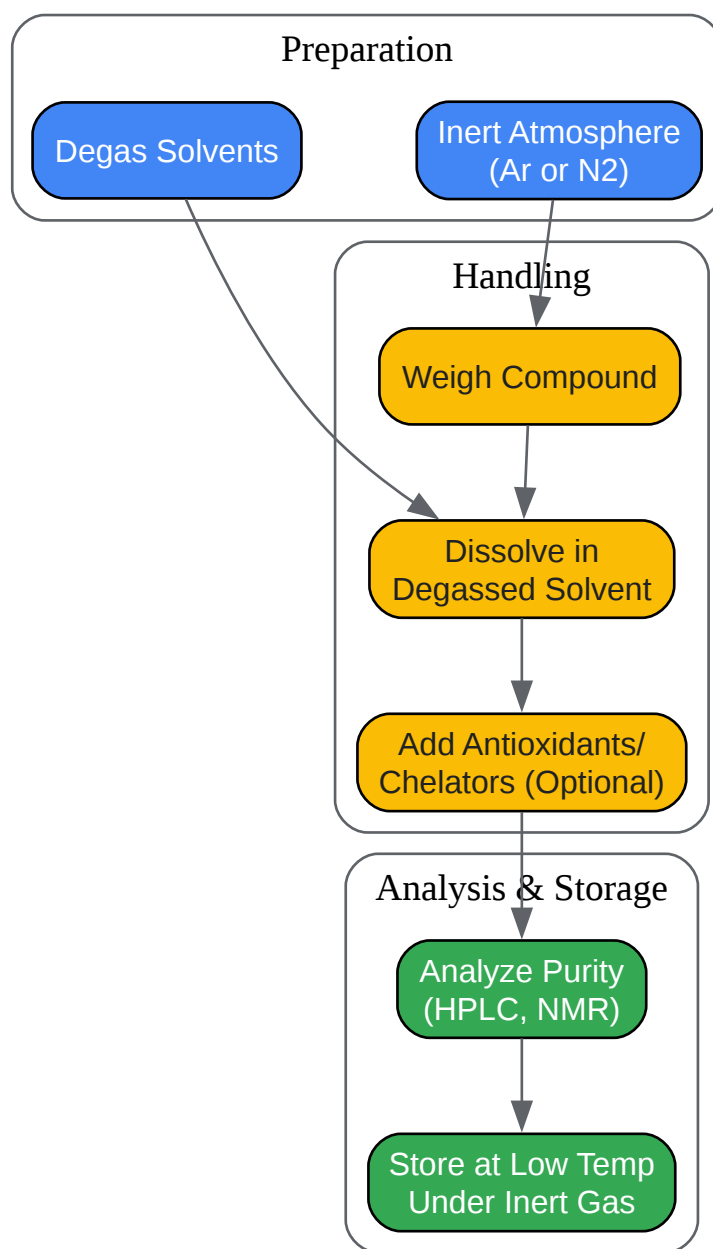 Preparation
Degas Solvents
Inert Atmosphere
(Ar or N2)
Handling
Weigh Compound
Dissolve in
Degassed Solvent
Add Antioxidants/
Chelators (Optional)
Analysis & Storage
Analyze Purity
(HPLC, NMR)
Store at Low Temp
Under Inert Gas